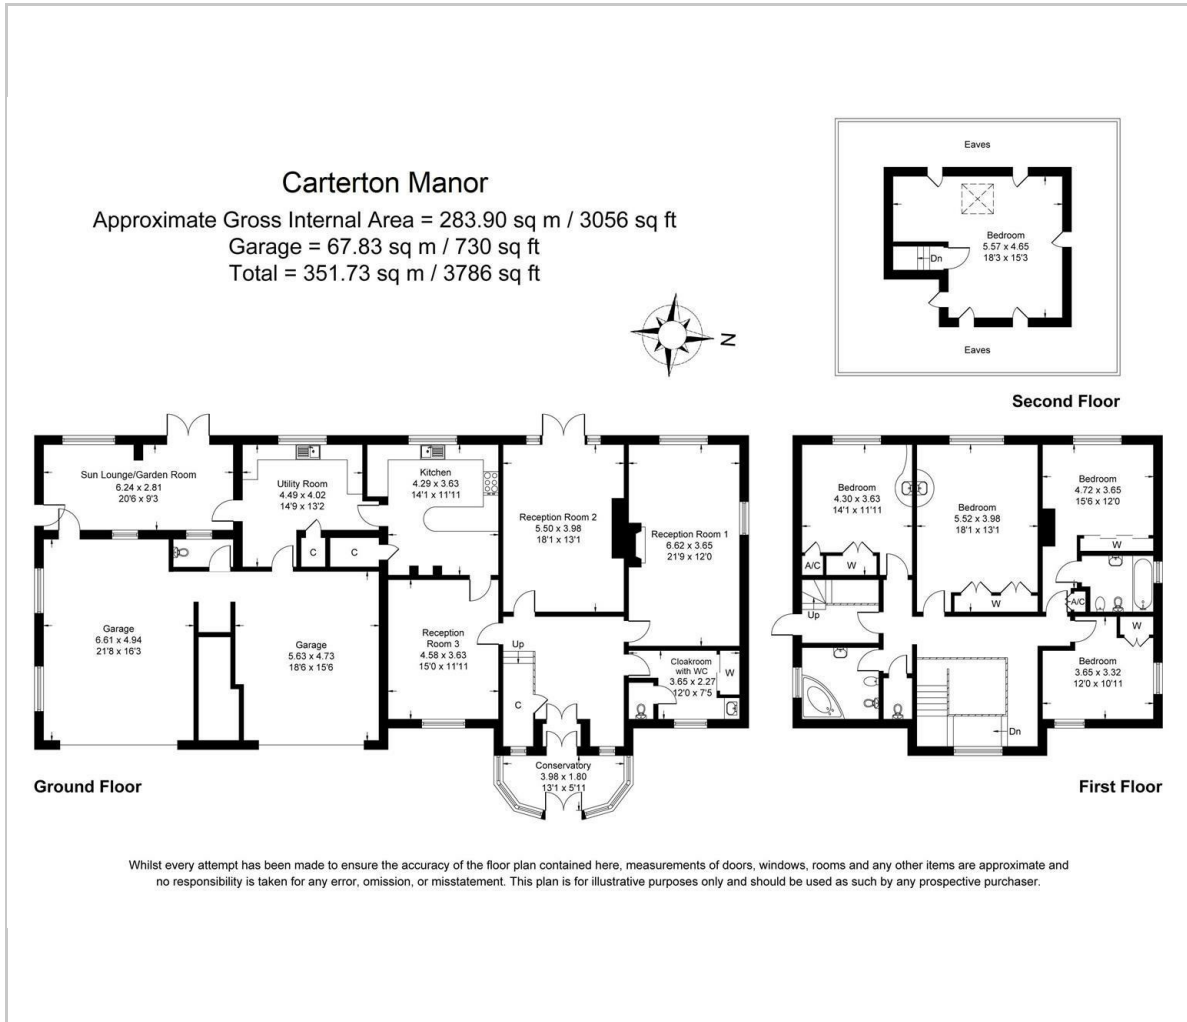 Carterton Manor
Approximate Gross Internal Area = 283.90 sq m / 3056 sq ft
Garage = 67.83 sq m / 730 sq ft
Total = 351.73 sq m / 3786 sq ft
N
Eaves
Bedroom
5.57 x 4.65
18'3 x 15'3
Dn
Eaves
Second Floor
Sun Lounge/Garden Room
6.24 x 2.81
20'6 x 9'3
Utility Room
4.49 x 4.02
14'9 x 13'2
Kitchen
4.29 x 3.63
14'1 x 11'11
Reception Room 2
5.50 x 3.98
18'1 x 13'1
Reception Room 1
6.62 x 3.65
21'9 x 12'0
C
C
Garage
6.61 x 4.94
21'8 x 16'3
Garage
5.63 x 4.73
18'6 x 15'6
Reception
Room 3
4.58 x 3.63
15'0 x 11'11
Up
C
Cloakroom
with WC
3.65 x 2.27
12'0 x 7'5
W
Conservatory
3.98 x 1.80
13'1 x 5'11
Ground Floor
Bedroom
4.30 x 3.63
14'1 x 11'11
Bedroom
5.52 x 3.98
18'1 x 13'1
Bedroom
4.72 x 3.65
15'6 x 12'0
W
A/C
W
W
A/C
W
Up
Bedroom
3.65 x 3.32
12'0 x 10'11
Dn
First Floor
Whilst every attempt has been made to ensure the accuracy of the floor plan contained here, measurements of doors, windows, rooms and any other items are approximate and
no responsibility is taken for any error, omission, or misstatement. This plan is for illustrative purposes only and should be used as such by any prospective purchaser.